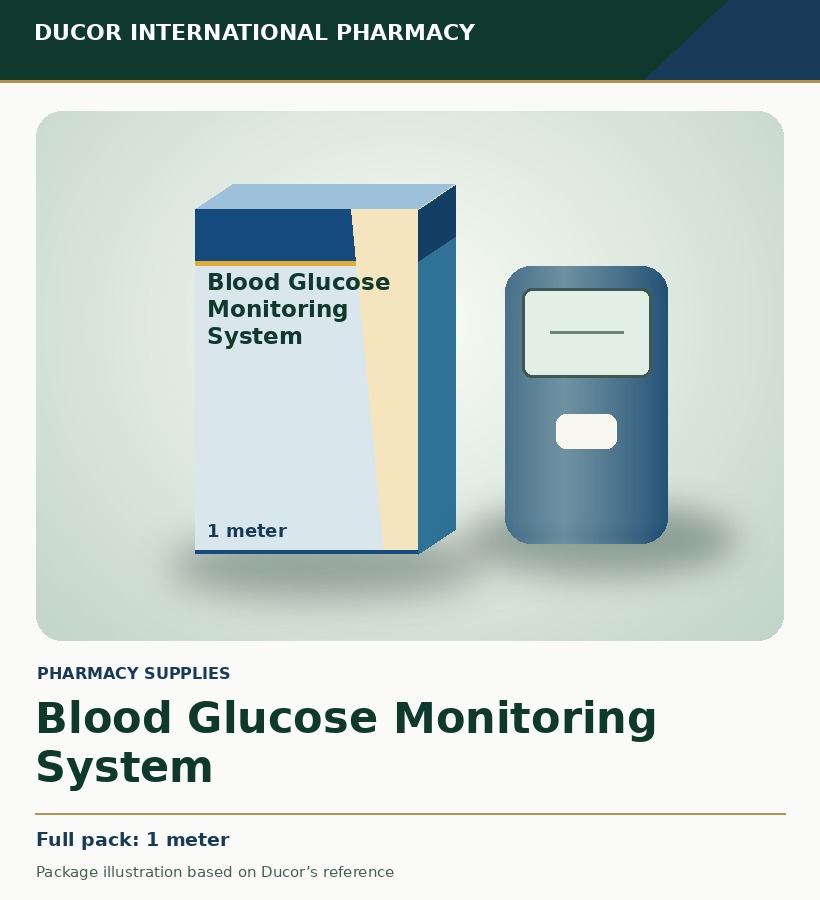 DUCOR INTERNATIONAL PHARMACY
Blood Glucose
Monitoring
System
1 meter
PHARMACY SUPPLIES
Blood Glucose Monitoring
System
Full pack: 1 meter
Package illustration based on Ducor’s reference